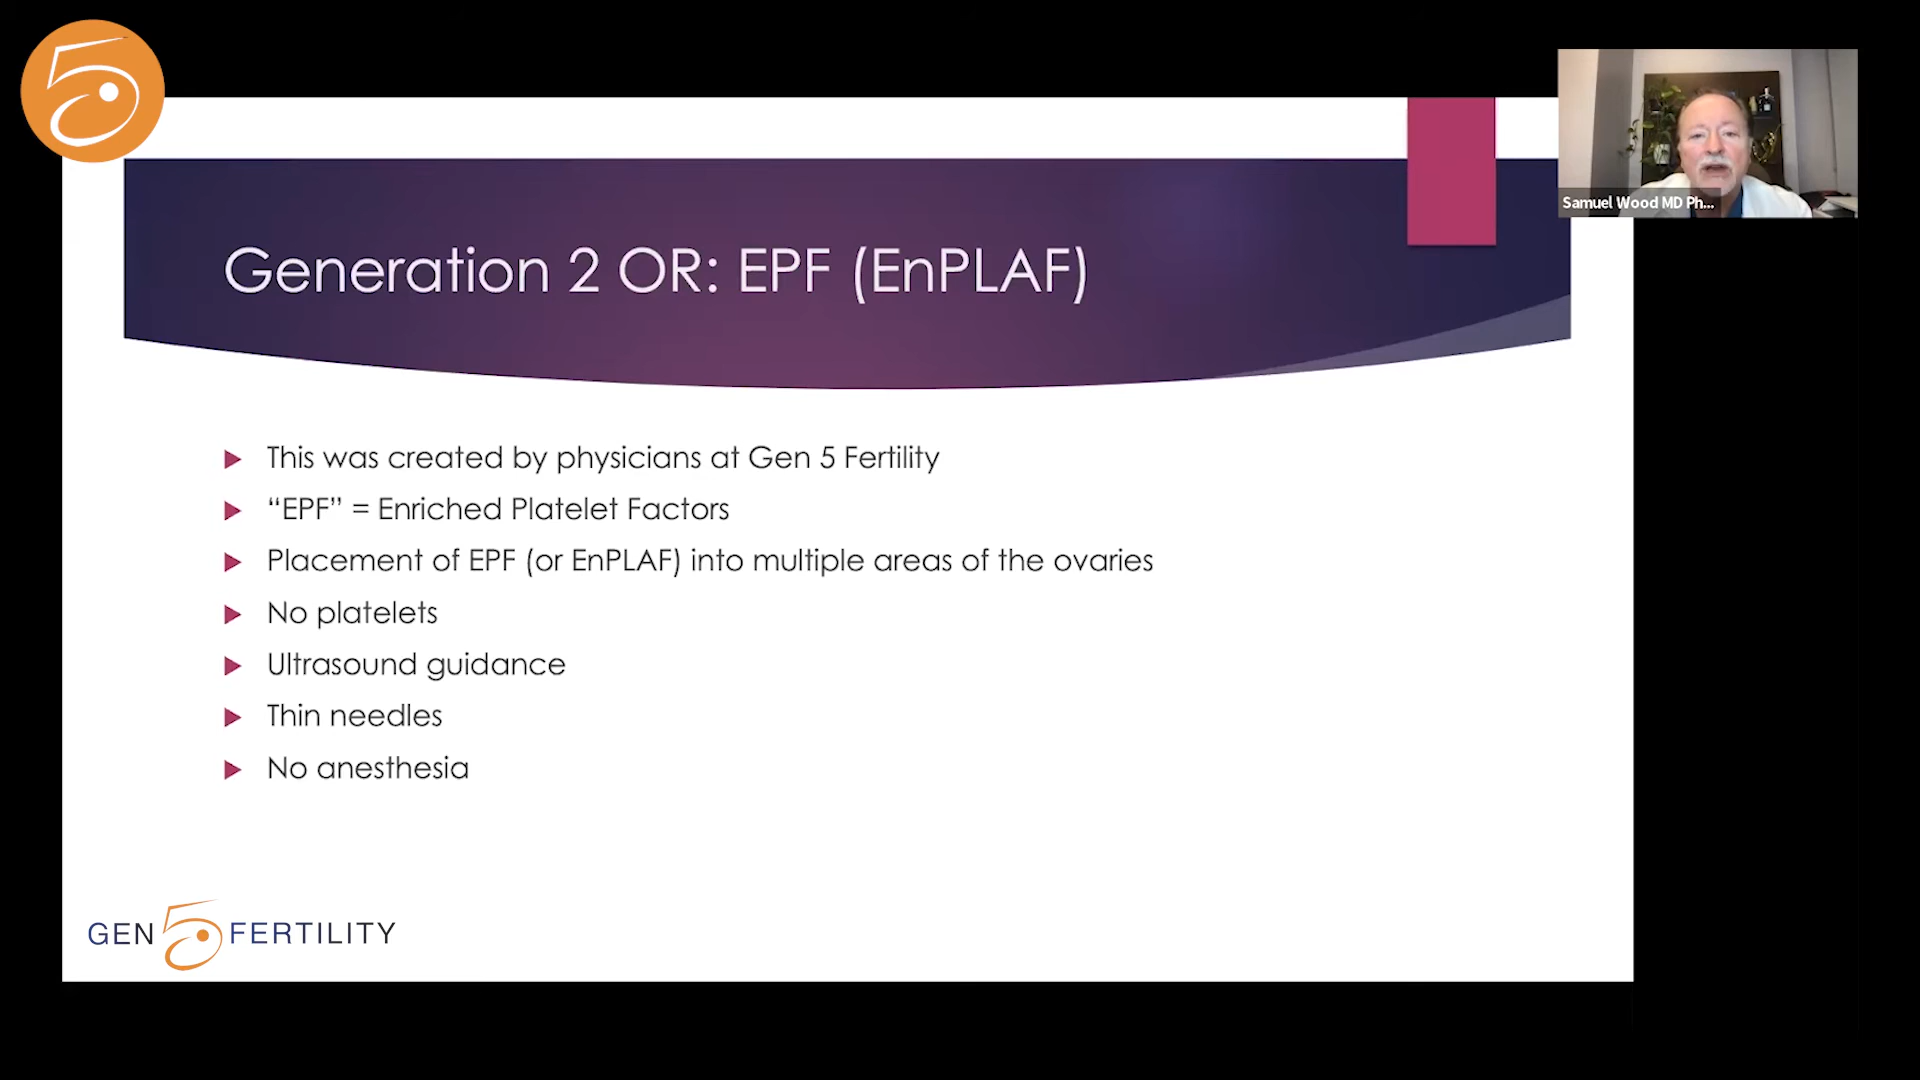 Samuel Wood MD Ph...
Generation 2 OR: EPF (EnPLAF)
This was created by physicians at Gen 5 Fertility
“EPF” = Enriched Platelet Factors
Placement of EPF (or EnPLAF) into multiple areas of the ovaries
No platelets
Ultrasound guidance
Thin needles
No anesthesia
GEN 5 FERTILITY